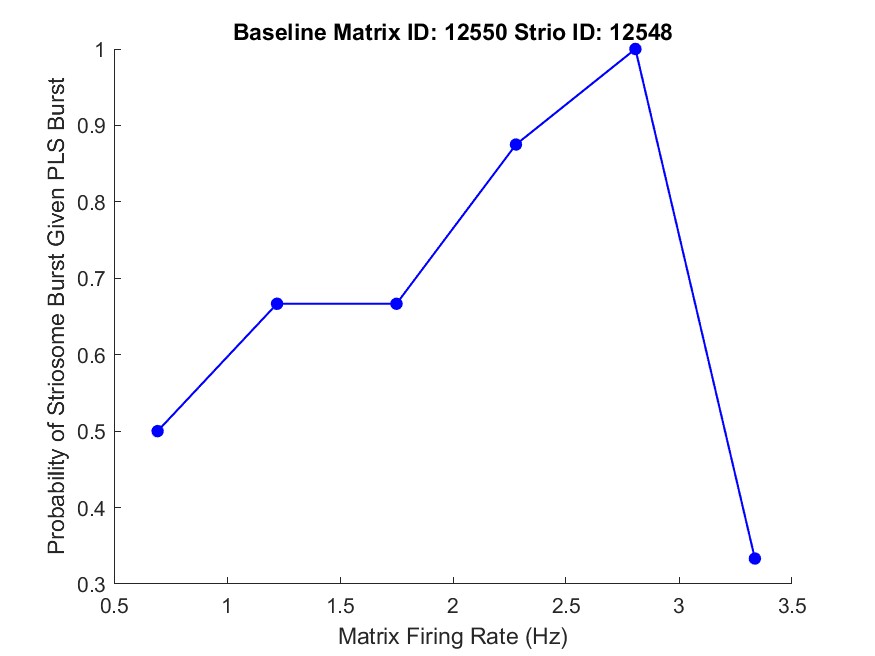 Baseline Matrix ID: 12550 Strio ID: 12548
Probability of Striosome Burst Given PLS Burst
1
0.9
0.8
0.7
0.6
0.5
0.4
0.3
0.5 1 1.5 2 2.5 3 3.5
Matrix Firing Rate (Hz)